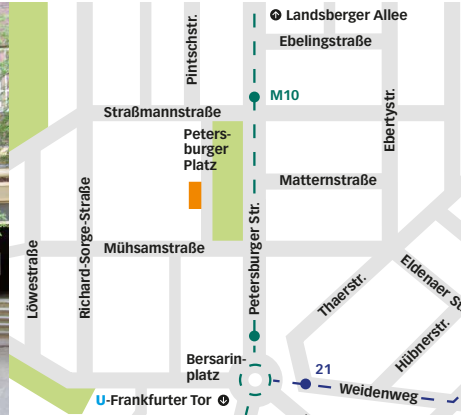 Landsberger Allee
Ebelingstraße
Pintschstr.
M10
Straßmannstraße
Ebertystr.
Peters-
burger
Platz
Matternstraße
Richard-Sorge-Straße
Petersburger Str.
Löwestraße
Mühsamstraße
Thaerstr.
Eldenaer St
Hübnerstr.
Bersarin-
platz
21
Weidenweg
U-Frankfurter Tor